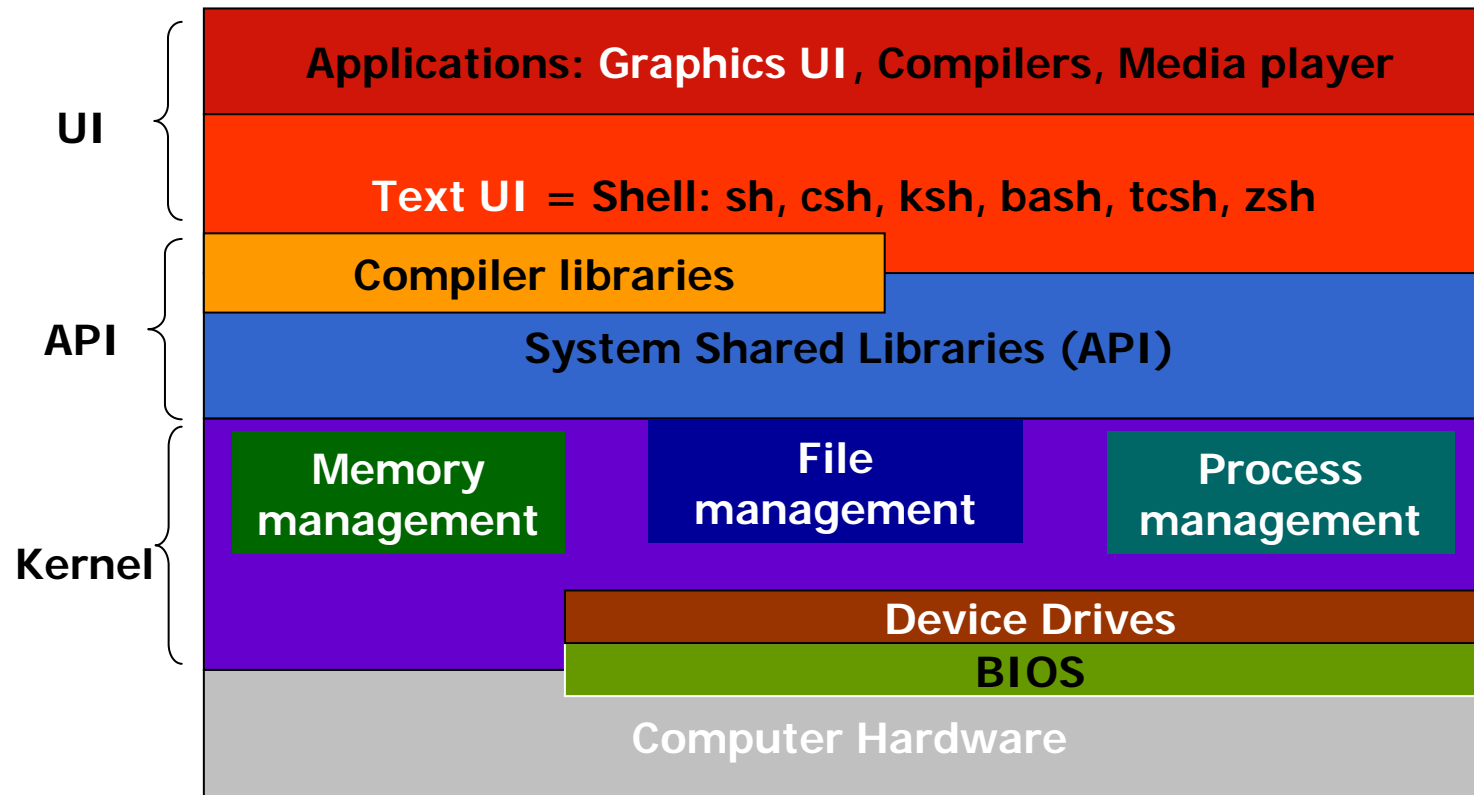 Applications: Graphics UI, Compilers, Media player
UI
Text UI = Shell: sh, csh, ksh, bash, tcsh, zsh
Compiler libraries
API
System Shared Libraries (API)
Memory
management
File
management
Process
management
Kernel
Device Drives
BIOS
Computer Hardware